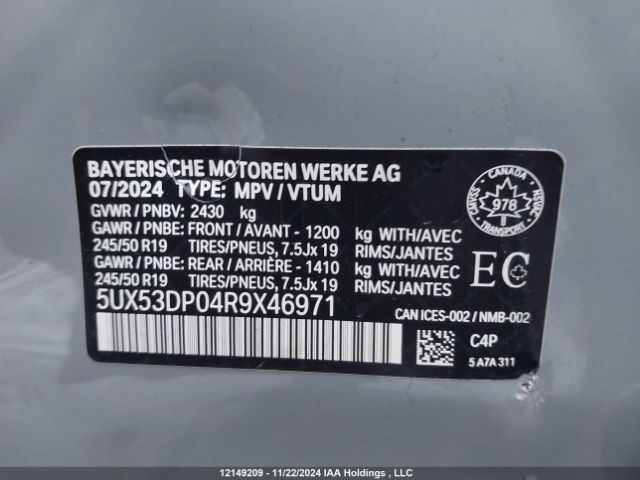 BAYERISCHE MOTOREN WERKE AG
07/2024 TYPE: MPV / VTUM
GVWR / PNBV: 2430 kg
GAWR / PNBE: FRONT / AVANT - 1200 kg WITH/AVEC
245/50 R19 TIRES/PNEUS, 7.5Jx 19 RIMS/JANTES
GAWR / PNBE: REAR / ARRIÈRE - 1410 kg WITH/AVEC
245/50 R19 TIRES/PNEUS, 7.5Jx 19 RIMS/JANTES
5UX53DP04R9X46971
CANADA
CMVSS
978
NSVAC
TRANSPORT
EC
CAN ICES-002 / NMB-002
C4P
5 A7A 311
12149209 - 11/22/2024 IAA Holdings, LLC